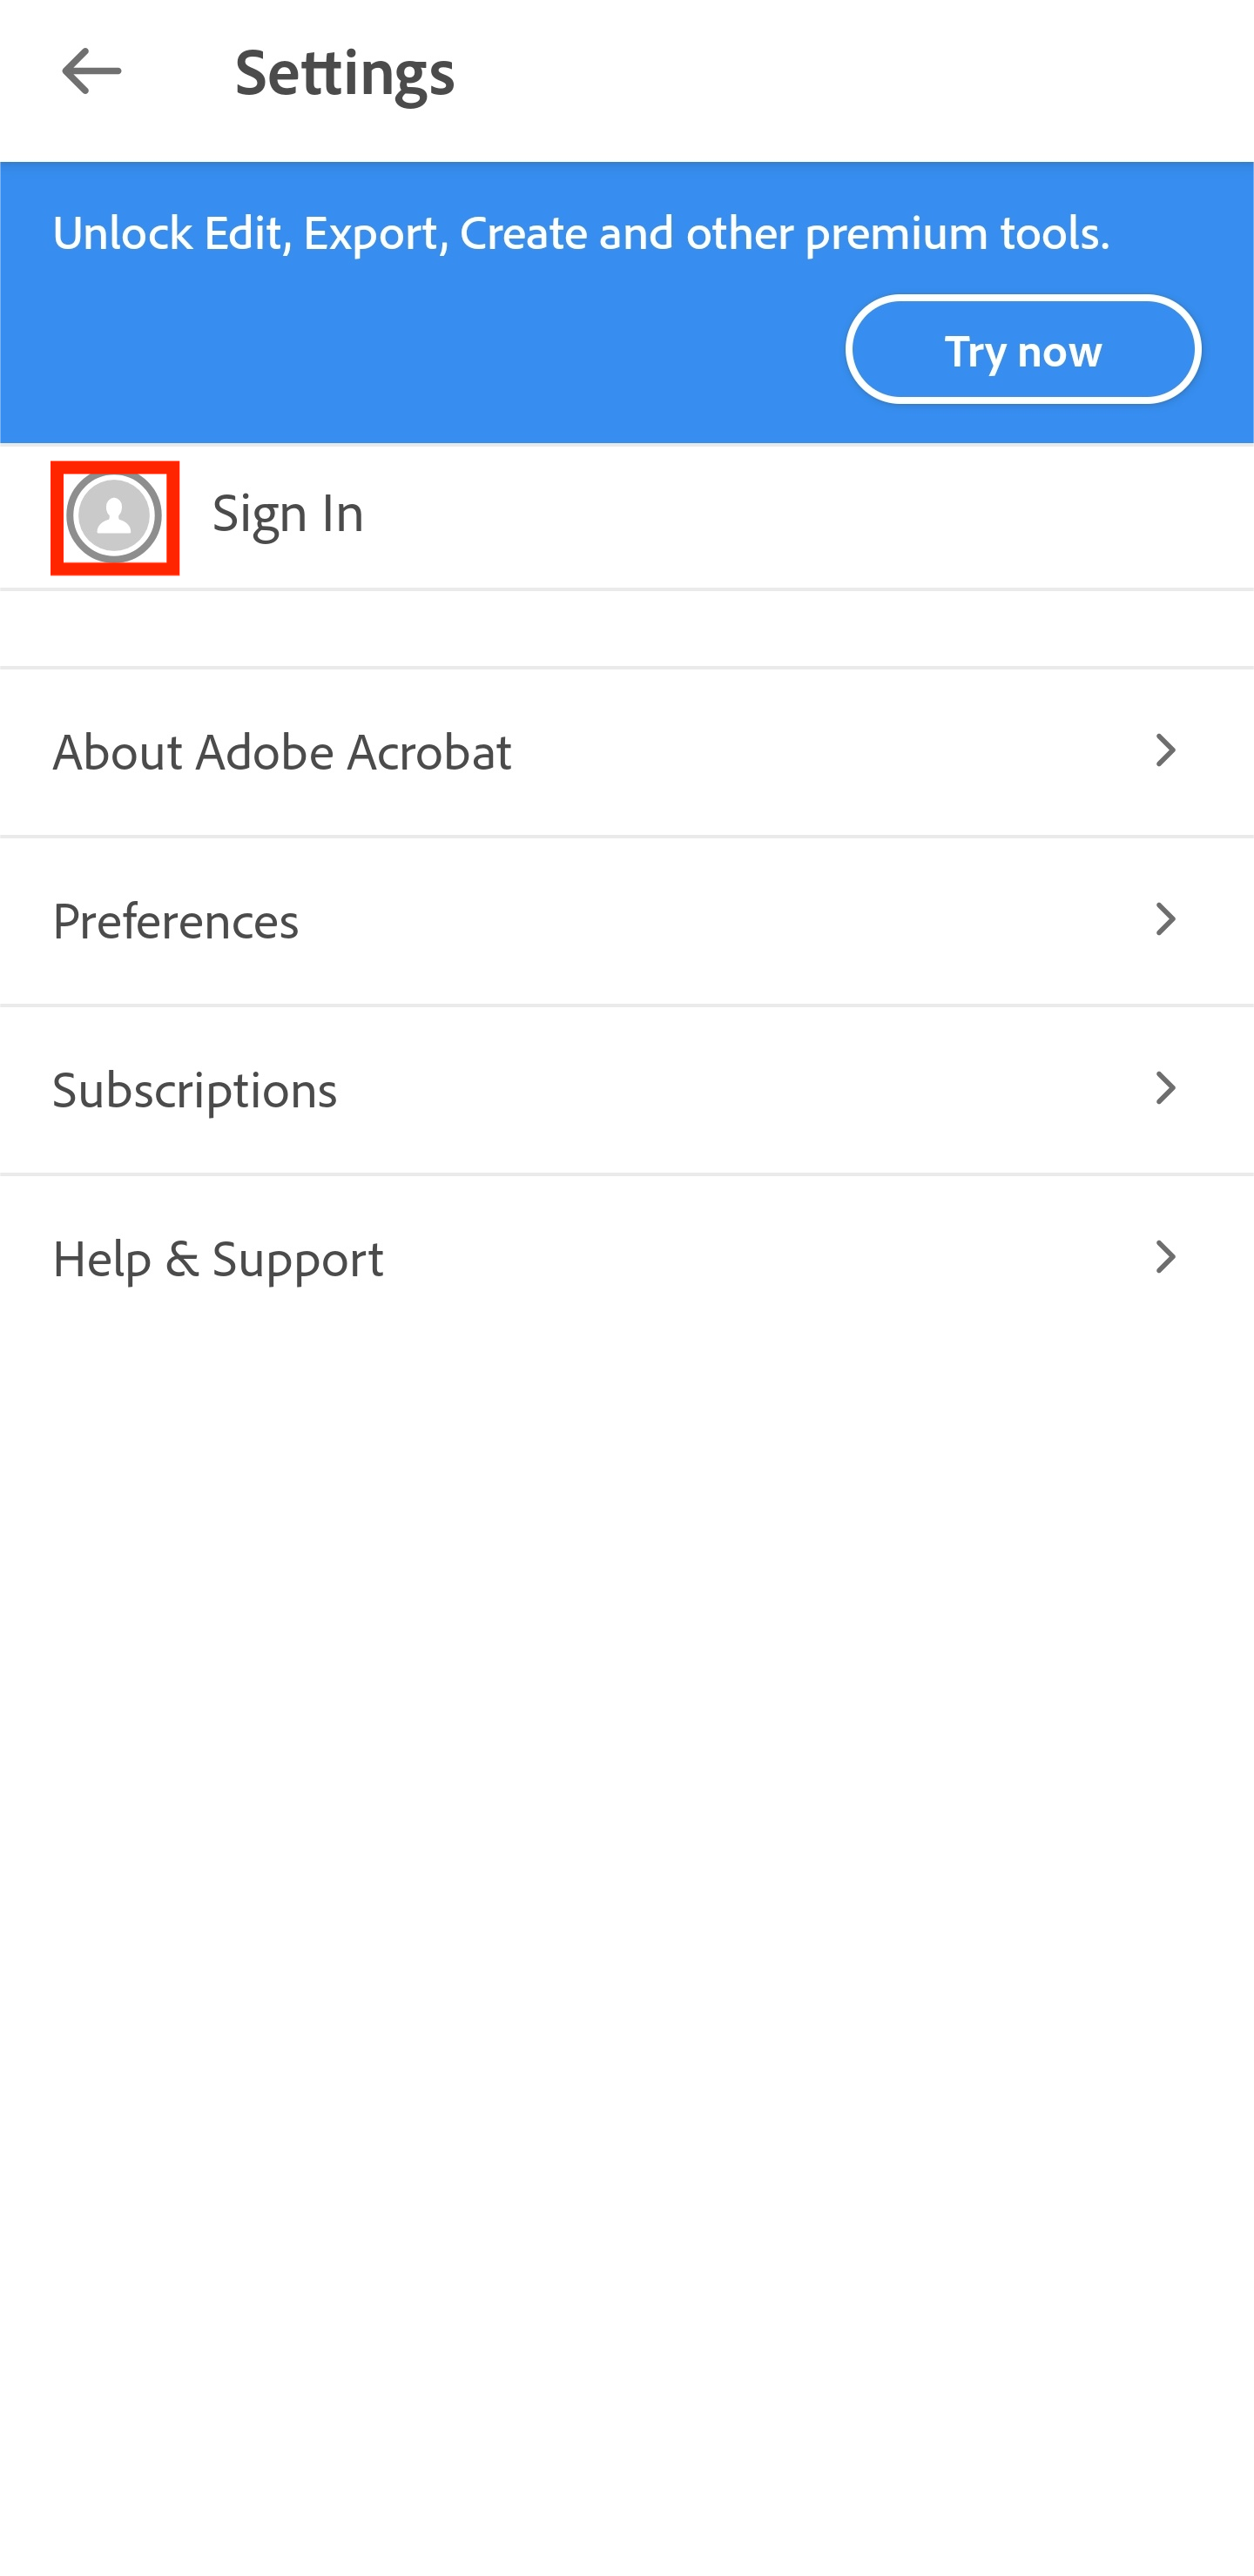 Settings
Unlock Edit, Export, Create and other premium tools.
Try now
Sign In
About Adobe Acrobat
Preferences
Subscriptions
Help & Support